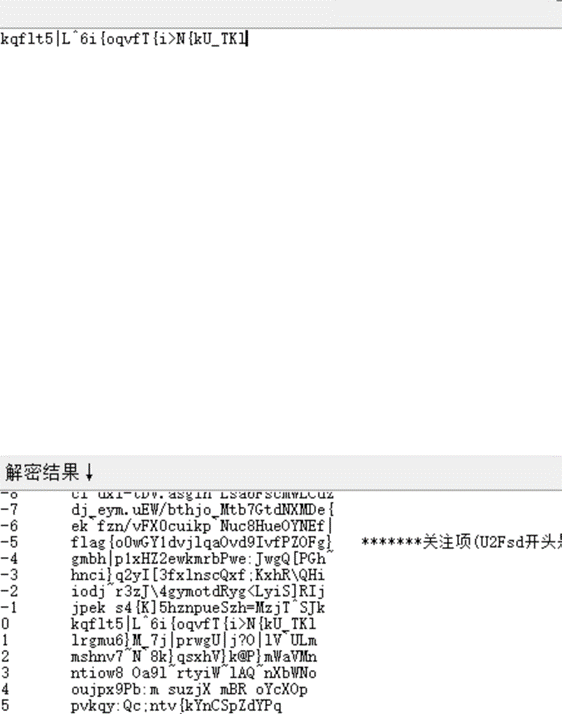 kqflt5|L^6i{oqvfT{i>N{kU_TKl
解密结果↓
-7 dj_eym.uEW/bthjo_Mtb7GtdNXMDe{
-6 ek`fzn/vFX0cuikp`Nuc8HueOYNEf|
-5 flag{o0wGY1dvjlqaOvd9IvfPZOFg} *******关注项(U2Fsd开头
-4 gmbh|p1xHZ2ewkmrbPwe:JwgQ[PGh~
-3 hnci}q2yI[3fxlnscQxf;KxhR\QHi
-2 iodj~r3zJ\4gymotdRyg<LyiS]RIj
-1 jpek s4{K]5hznpueSzh=MzjT^SJk
0 kqflt5|L^6i{oqvfT{i>N{kU_TKl
1 lrgmu6}M_7j|prwgU|j?O|lV`ULm
2 mshnv7~N`8k}qsxhV}k@P}mWaVMn
3 ntiow8 Oa9l~rtyiW~lAQ~nXbWNo
4 oujpx9Pb:m suzjX mBR oYcXOp
5 pvkqy:Qc;ntv{kYnCSpZdYPq